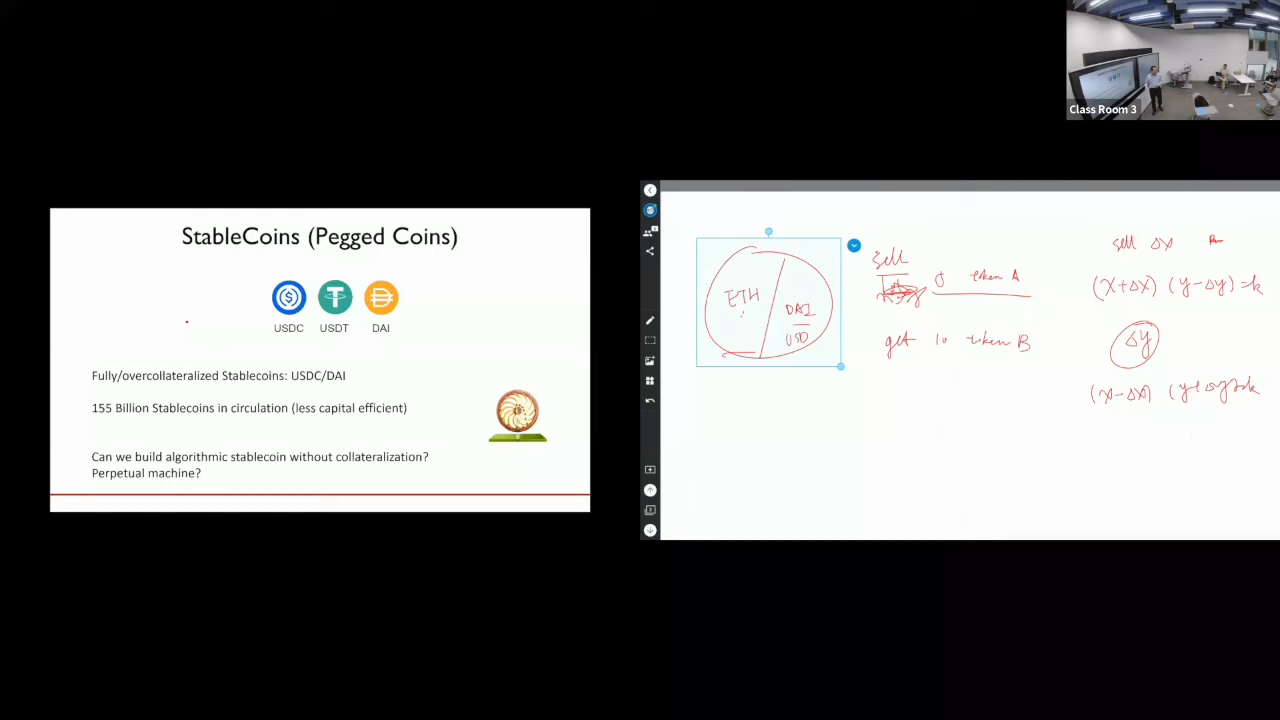 Class Room 3
StableCoins (Pegged Coins)
USDC USDT DAI
Fully/overcollateralized Stablecoins: USDC/DAI
155 Billion Stablecoins in circulation (less capital efficient)
Can we build algorithmic stablecoin without collateralization?
Perpetual machine?
ETH
DAI
USD
sell
token A
get 10 token B
sell Δx
(x+Δx) (y-Δy)=k
Δy
(x-Δx) (y+Δy)=k